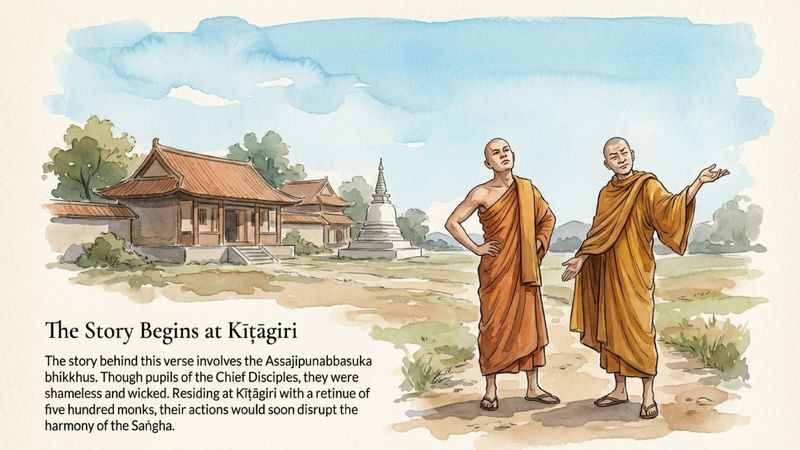 The Story Begins at Kīṭāgiri
The story behind this verse involves the Assajipunabbasuka
bhikkhus. Though pupils of the Chief Disciples, they were
shameless and wicked. Residing at Kīṭāgiri with a retinue of
five hundred monks, their actions would soon disrupt the
harmony of the Saṅgha.